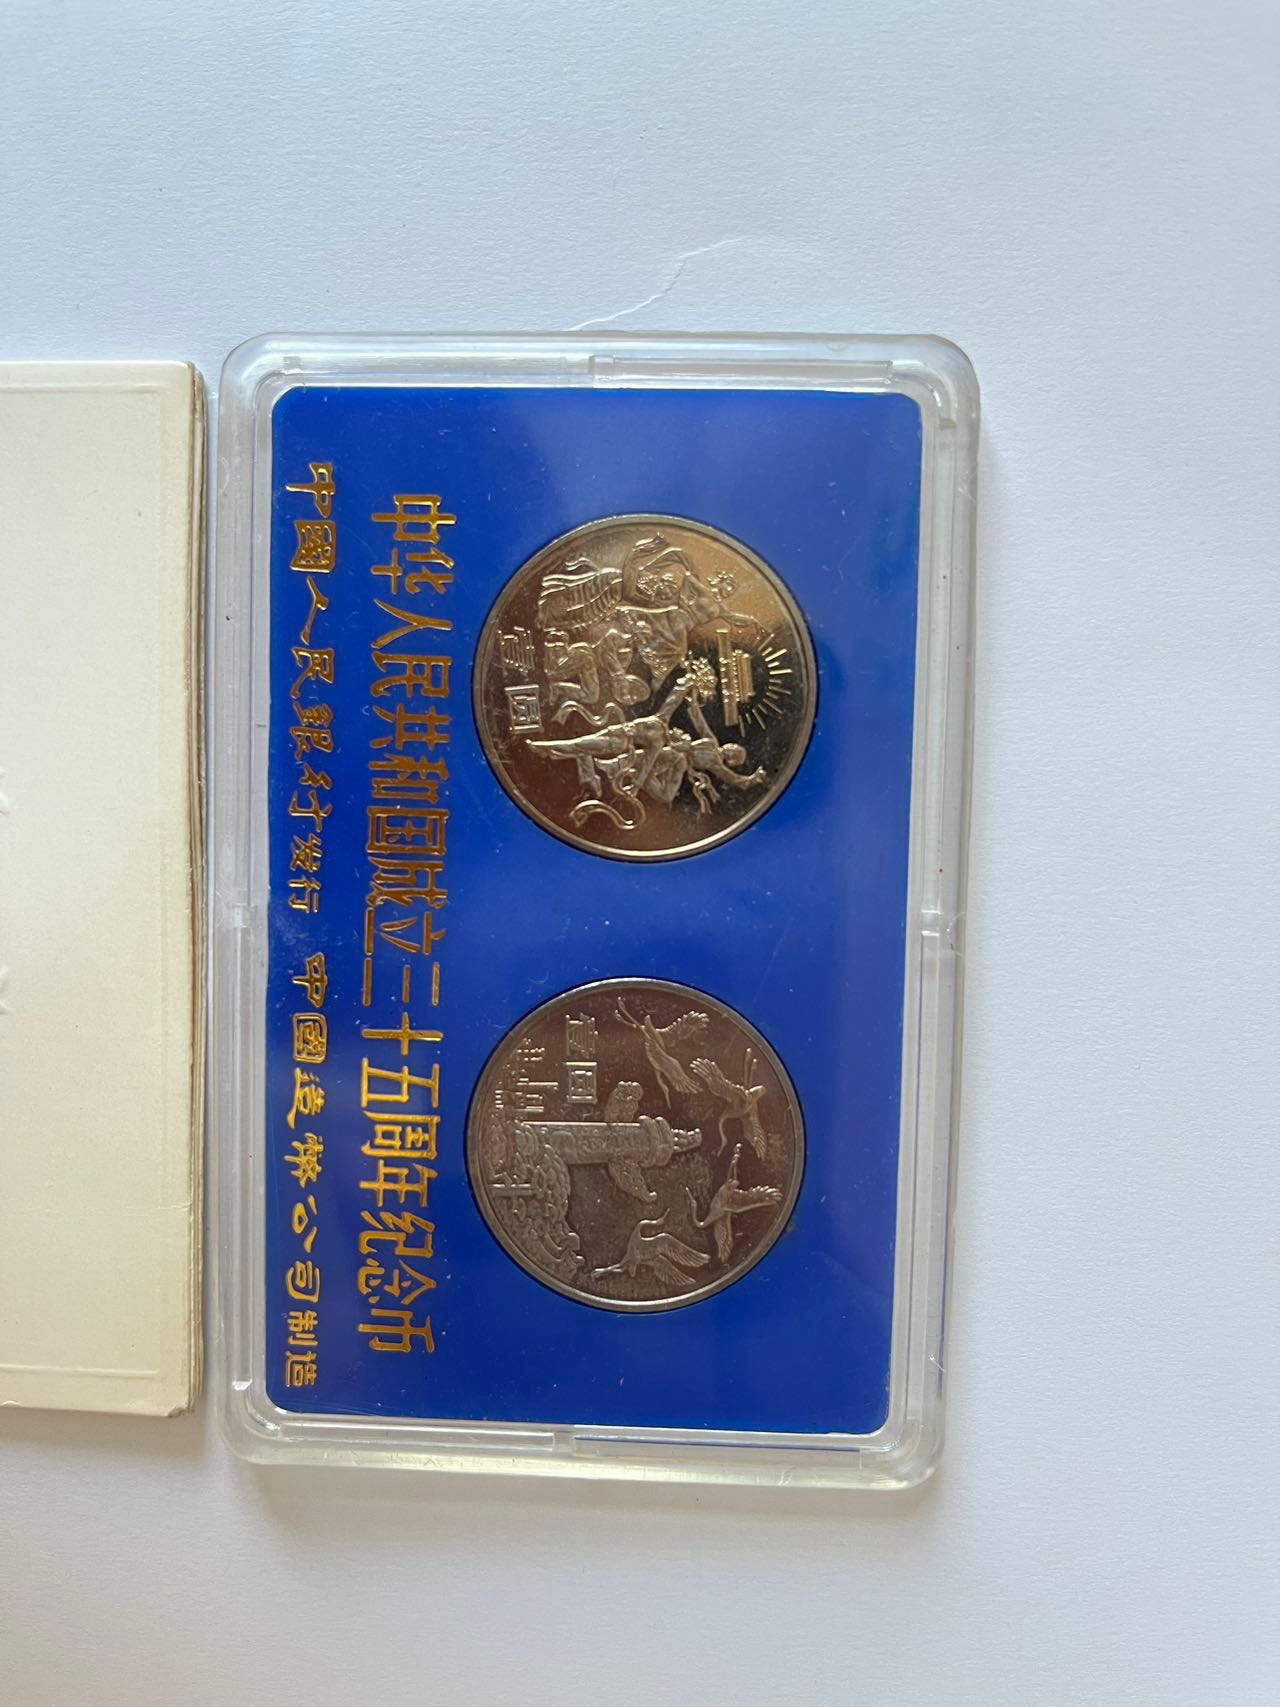 壹圆
壹圆
中华人民共和国成立三十五周年纪念币
中國人民銀行发行 中國造幣公司制造